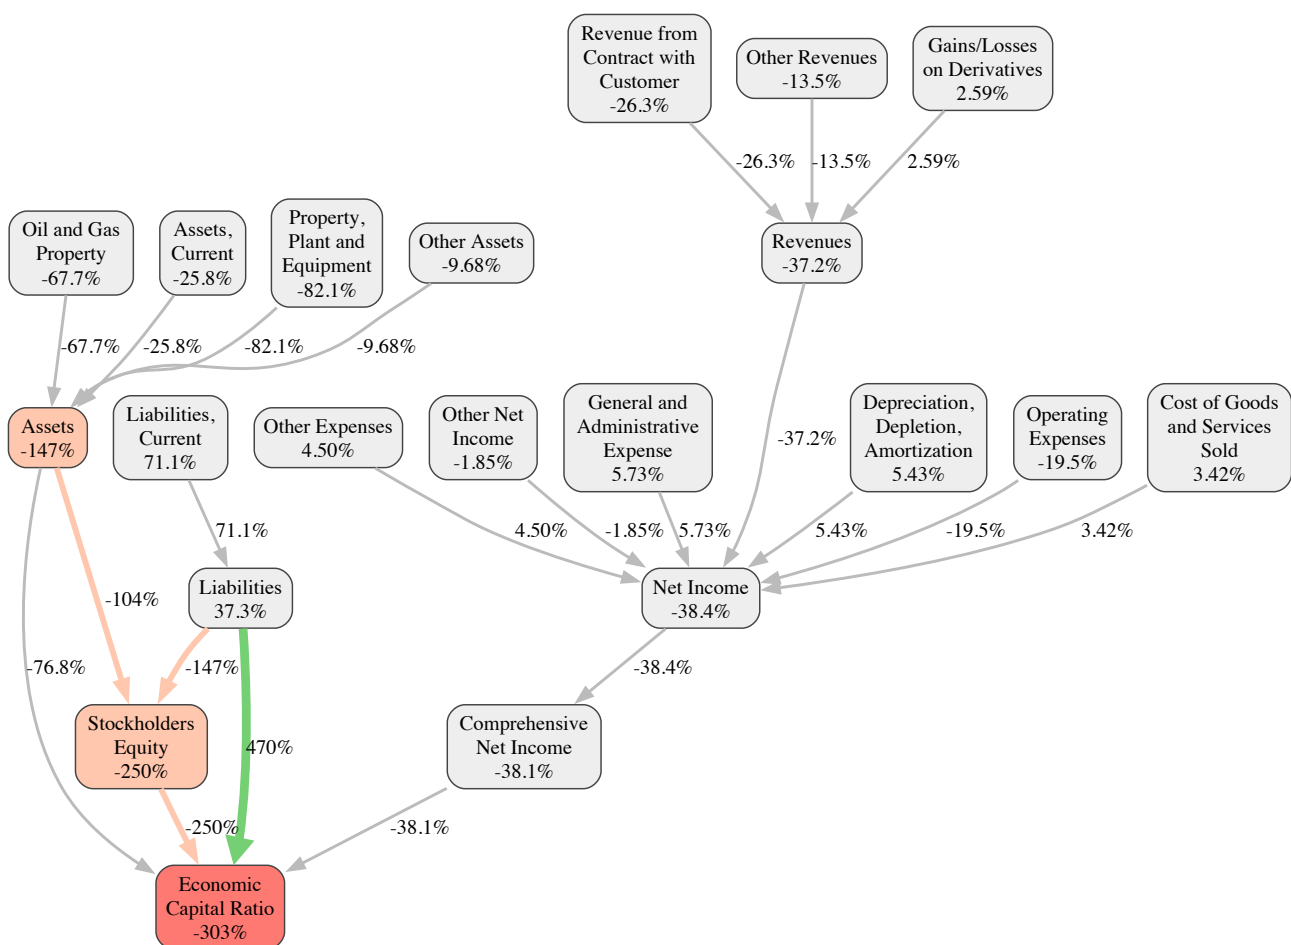 Revenue from
Contract with
Customer
-26.3%
Other Revenues
-13.5%
Gains/Losses
on Derivatives
2.59%
-26.3%
-13.5%
2.59%
Oil and Gas
Property
-67.7%
Assets,
Current
-25.8%
Property,
Plant and
Equipment
-82.1%
Other Assets
-9.68%
Revenues
-37.2%
-67.7%
-25.8%
-82.1%
-9.68%
Assets
-147%
Liabilities,
Current
71.1%
Other Expenses
4.50%
Other Net
Income
-1.85%
General and
Administrative
Expense
5.73%
-37.2%
Depreciation,
Depletion,
Amortization
5.43%
Operating
Expenses
-19.5%
Cost of Goods
and Services
Sold
3.42%
71.1%
4.50%
-1.85%
5.73%
5.43%
-19.5%
3.42%
-104%
Liabilities
37.3%
Net Income
-38.4%
-76.8%
-147%
-38.4%
Stockholders
Equity
-250%
470%
Comprehensive
Net Income
-38.1%
-250%
-38.1%
Economic
Capital Ratio
-303%